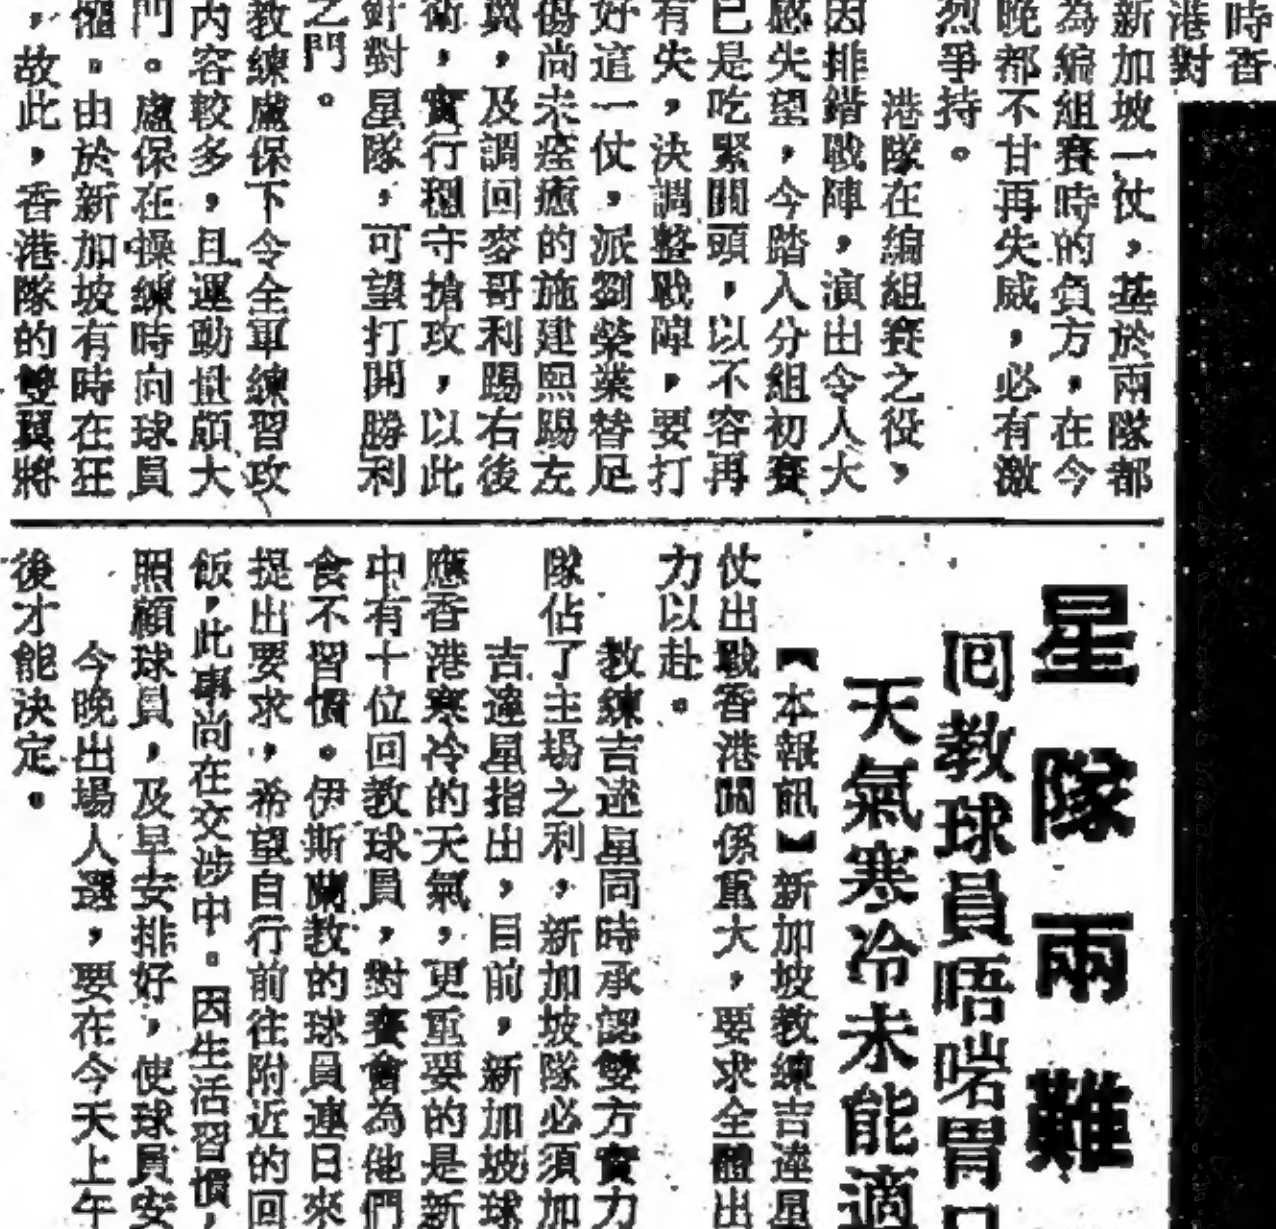 時香
港對
新加坡一仗，基於兩隊都
為編組賽時的負方，在今
晚都不甘再失威，必有激
烈爭持。
港隊在編組賽之役，
因排錯戰陣，演出令人大
感失望，今踏入分組初賽
已是吃緊關頭，以不容再
有失，決調整戰陣，要打
好這一仗，派劉榮業替足
傷尚未痊癒的施建熙踢左
翼，及調回麥哥利踢右後
衛，實行穩守搶攻，以此
針對星隊，可望打開勝利
之門。
教練盧保下令全軍練習攻
內容較多，且運動量頗大
門。盧保在操練時向球員
。由於新加坡有時在狂
，故此，香港隊的雙翼將
星隊兩難
回教球員唔啱胃口
天氣寒冷未能適
【本報訊】新加坡教練吉達星
仗出戰香港關係重大，要求全體出
力以赴。
教練吉達星同時承認雙方實力
隊佔了主場之利，新加坡隊必須加
吉達星指出，目前，新加坡球
應香港寒冷的天氣，更重要的是新
中有十位回教球員，對賽會為他們
食不習慣。伊斯蘭教的球員連日來
提出要求，希望自行前往附近的回
飯，此事尚在交涉中。因生活習慣，
照顧球員，及早安排好，使球員安
今晚出場人選，要在今天上午
後才能決定。